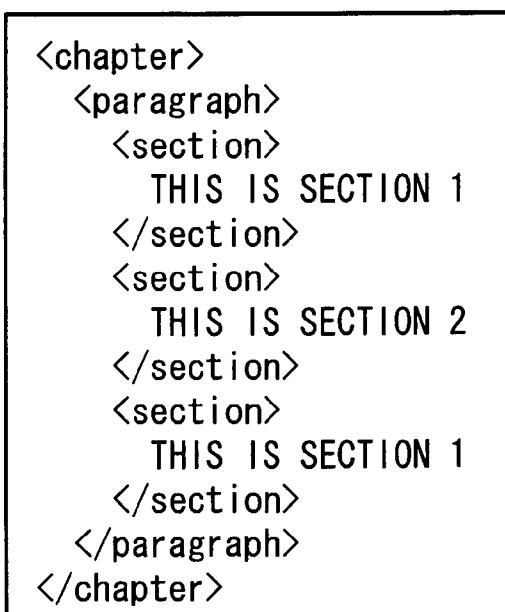 <chapter>
<paragraph>
<section>
THIS IS SECTION 1
</section>
<section>
THIS IS SECTION 2
</section>
<section>
THIS IS SECTION 1
</section>
</paragraph>
</chapter>